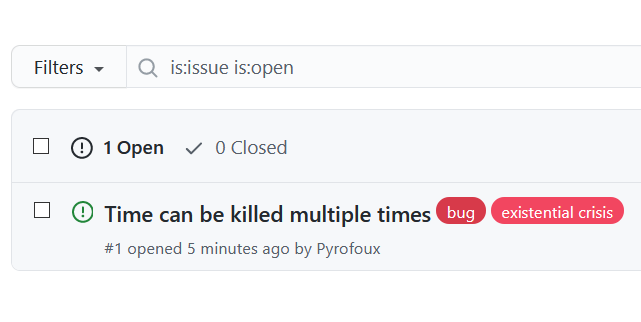 Filters is:issue is:open
1 Open 0 Closed
Time can be killed multiple times bug existential crisis
#1 opened 5 minutes ago by Pyrofoux